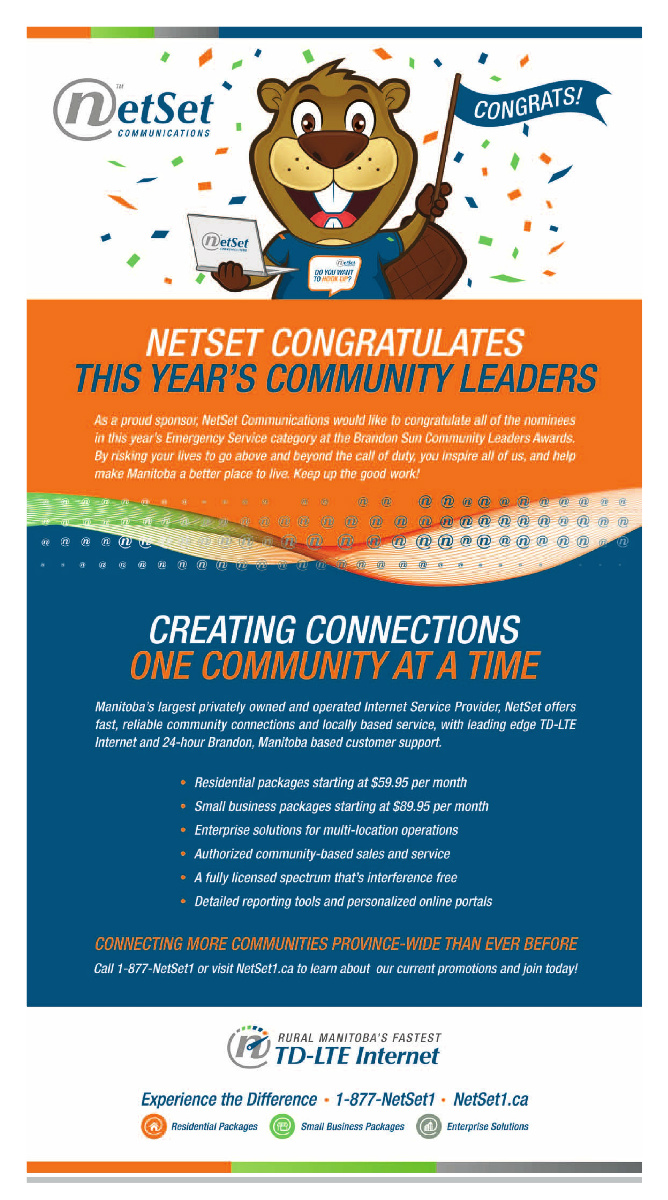 TM
netSet
COMMUNICATIONS
CONGRATS!
netSet
netSet
DO YOU WANT
TO HOOK UP?
NETSET CONGRATULATES
THIS YEAR'S COMMUNITY LEADERS
As a proud sponsor, NetSet Communications would like to congratulate all of the nominees
in this year's Emergency Service category at the Brandon Sun Community Leaders Awards.
By risking your lives to go above and beyond the call of duty, you inspire all of us, and help
make Manitoba a better place to live. Keep up the good work!
CREATING CONNECTIONS
ONE COMMUNITY AT A TIME
Manitoba's largest privately owned and operated Internet Service Provider, NetSet offers
fast, reliable community connections and locally based service, with leading edge TD-LTE
Internet and 24-hour Brandon, Manitoba based customer support.
• Residential packages starting at $59.95 per month
• Small business packages starting at $89.95 per month
• Enterprise solutions for multi-location operations
• Authorized community-based sales and service
• A fully licensed spectrum that's interference free
• Detailed reporting tools and personalized online portals
CONNECTING MORE COMMUNITIES PROVINCE-WIDE THAN EVER BEFORE
Call 1-877-NetSet1 or visit NetSet1.ca to learn about our current promotions and join today!
n RURAL MANITOBA'S FASTEST
TD-LTE Internet
Experience the Difference • 1-877-NetSet1 • NetSet1.ca
Residential Packages Small Business Packages Enterprise Solutions